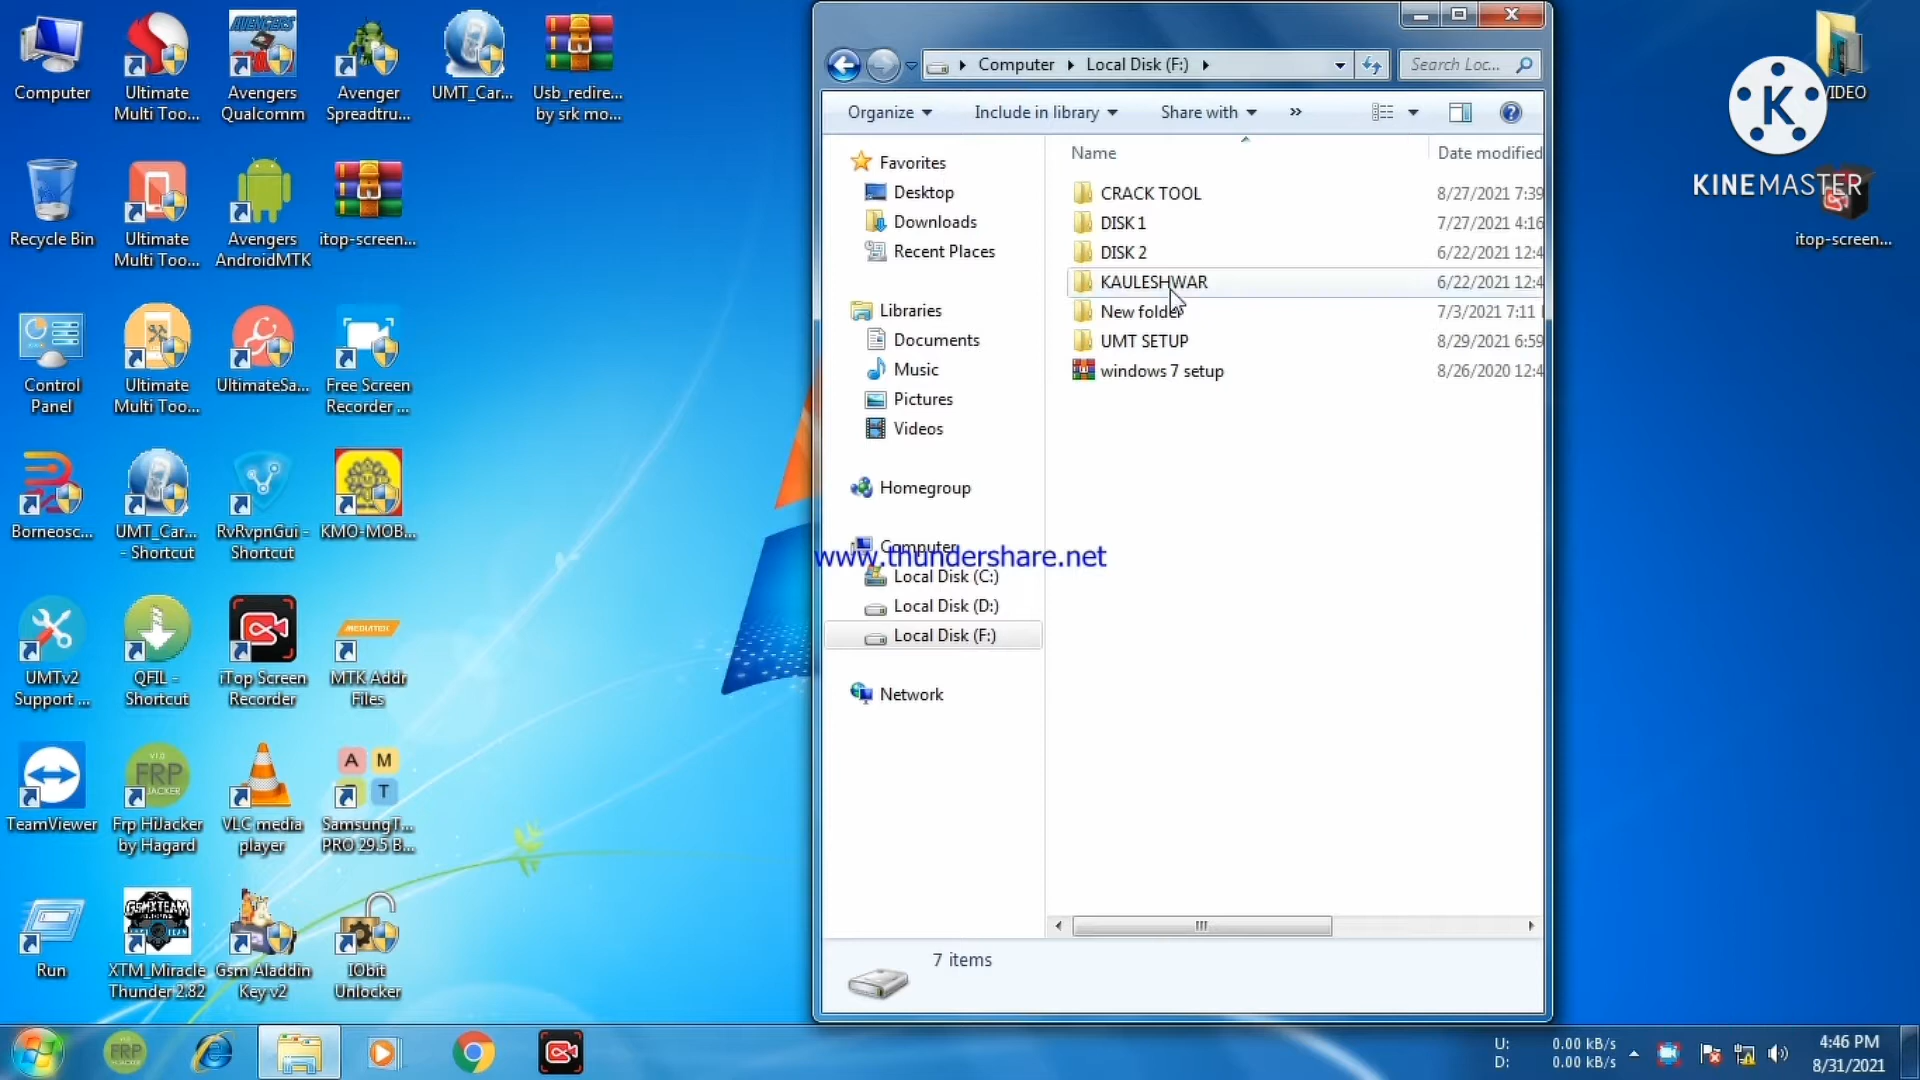 Computer
Ultimate
Multi Too...
Avengers
Qualcomm
Avenger
Spreadtru...
UMT_Car...
Usb_redire...
by srk mo...
Recycle Bin
Ultimate
Multi Too...
Avengers
AndroidMTK
itop-screen...
Control
Panel
Ultimate
Multi Too...
UltimateSa...
Free Screen
Recorder ...
Borneosc...
UMT_Car...
- Shortcut
RvRvpnGui -
Shortcut
KMO-MOB...
UMTv2
Support ...
QFIL -
Shortcut
iTop Screen
Recorder
MEDIATEK
MTK Addr
Files
TeamViewer
V1.0
FRP
JACKER
Frp HiJacker
by Hagard
VLC media
player
A M
T
SamsungT...
PRO 29.5 B...
Run
GSMXTEAM
XTM_Miracle
Thunder 2.82
Gsm Aladdin
Key v2
IObit
Unlocker
Computer
Local Disk (F:)
Search Loc...
Organize
Include in library
Share with
»
Favorites
Desktop
Downloads
Recent Places
Libraries
Documents
Music
Pictures
Videos
Homegroup
Computer
Local Disk (C:)
Local Disk (D:)
Local Disk (F:)
Network
Name Date modified
CRACK TOOL 8/27/2021 7:39
DISK 1 7/27/2021 4:16
DISK 2 6/22/2021 12:4
KAULESHWAR 6/22/2021 12:4
New folder 7/3/2021 7:11
UMT SETUP 8/29/2021 6:59
windows 7 setup 8/26/2020 12:4
www.thundershare.net
7 items
VIDEO
K
KINEMASTER
itop-screen...
FRP
U: 0.00 kB/s
D: 0.00 kB/s
4:46 PM
8/31/2021